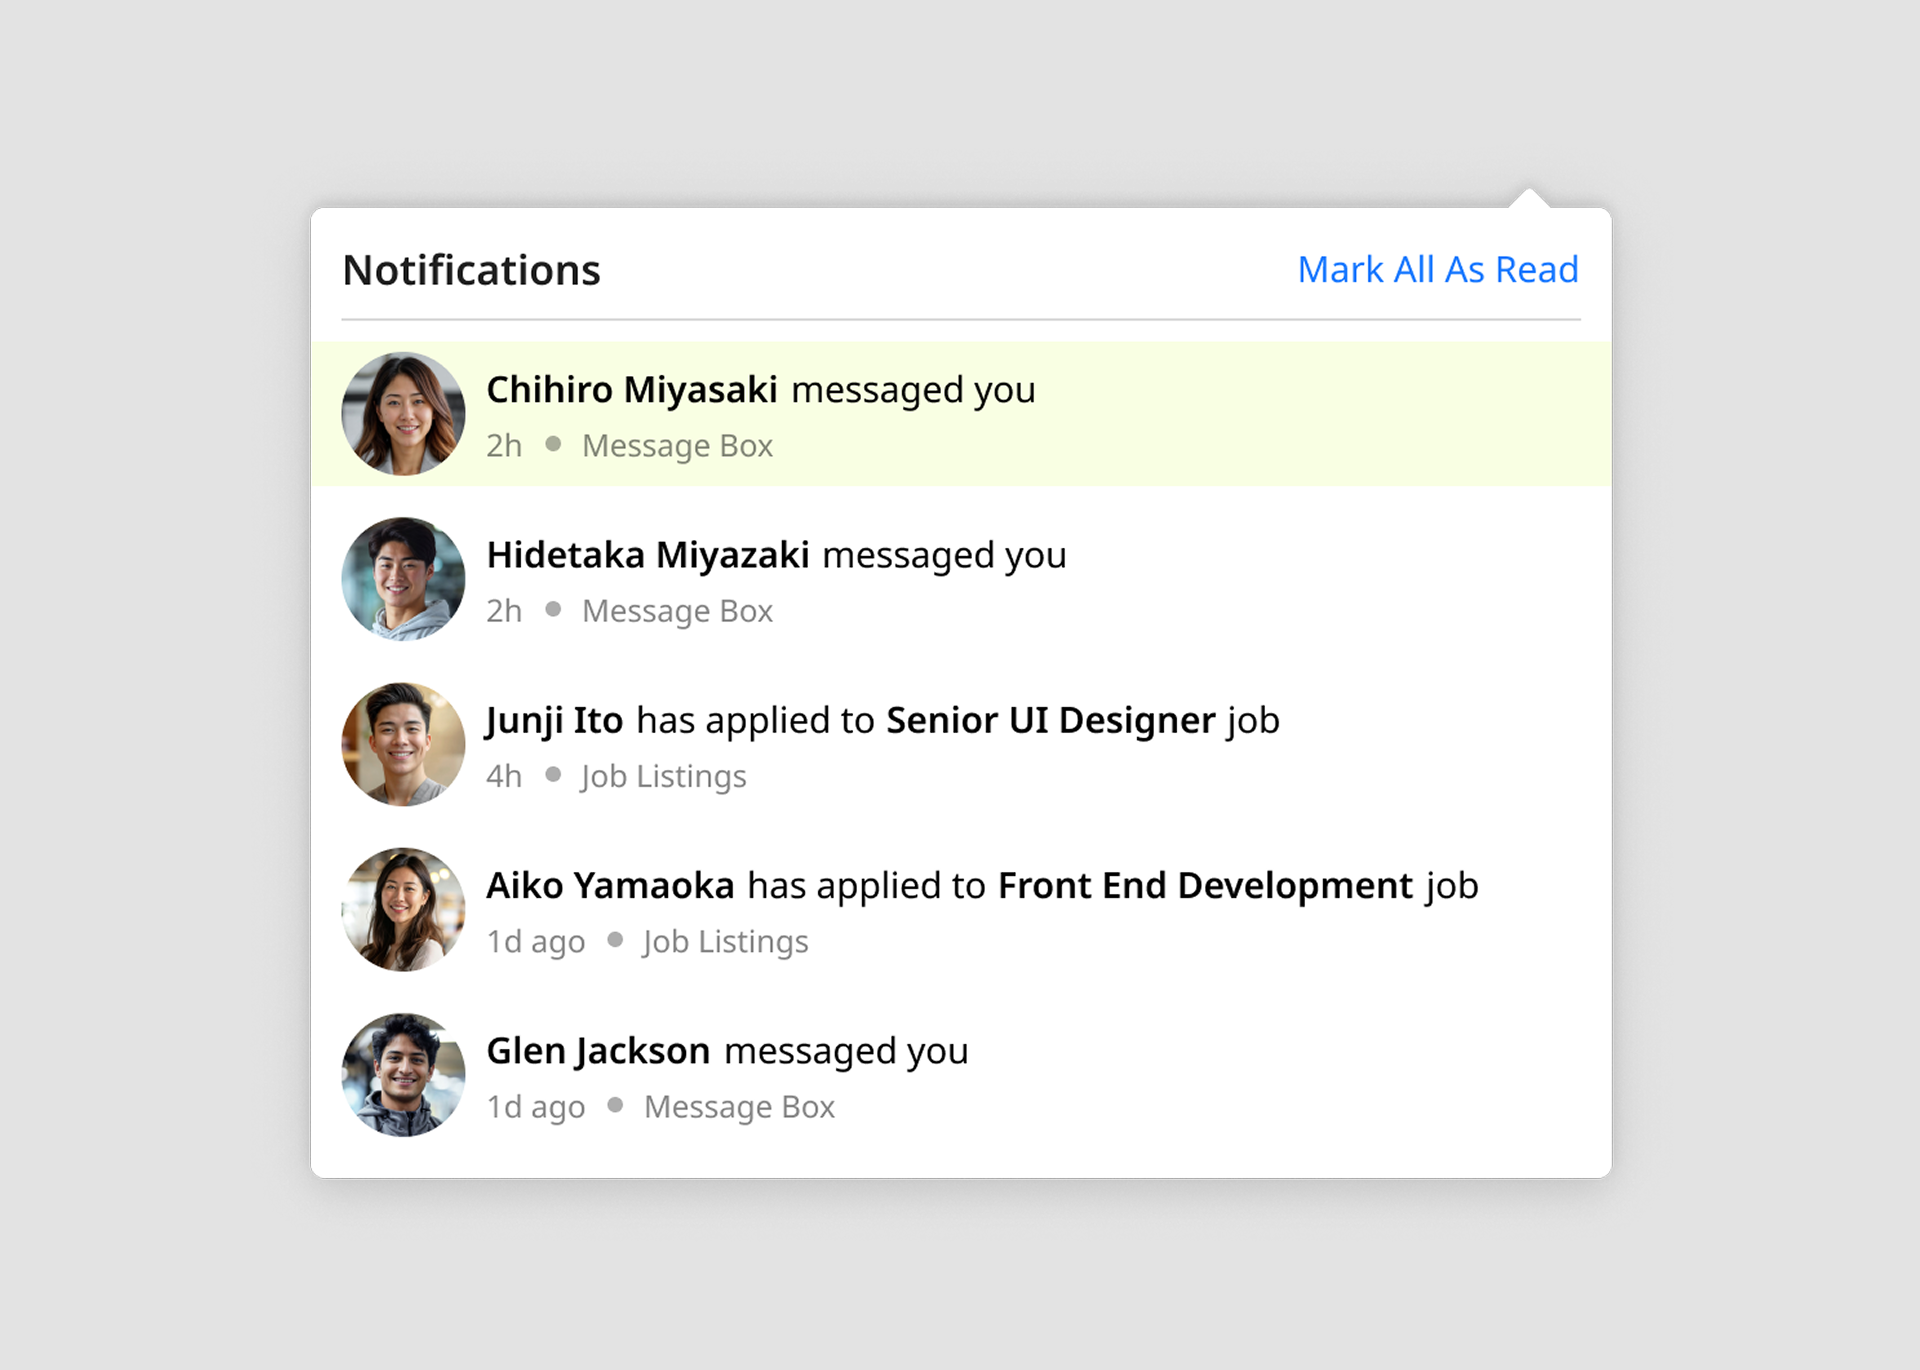 Notifications
Mark All As Read
Chihiro Miyasaki messaged you
2h ● Message Box
Hidetaka Miyazaki messaged you
2h ● Message Box
Junji Ito has applied to Senior UI Designer job
4h ● Job Listings
Aiko Yamaoka has applied to Front End Development job
1d ago ● Job Listings
Glen Jackson messaged you
1d ago ● Message Box